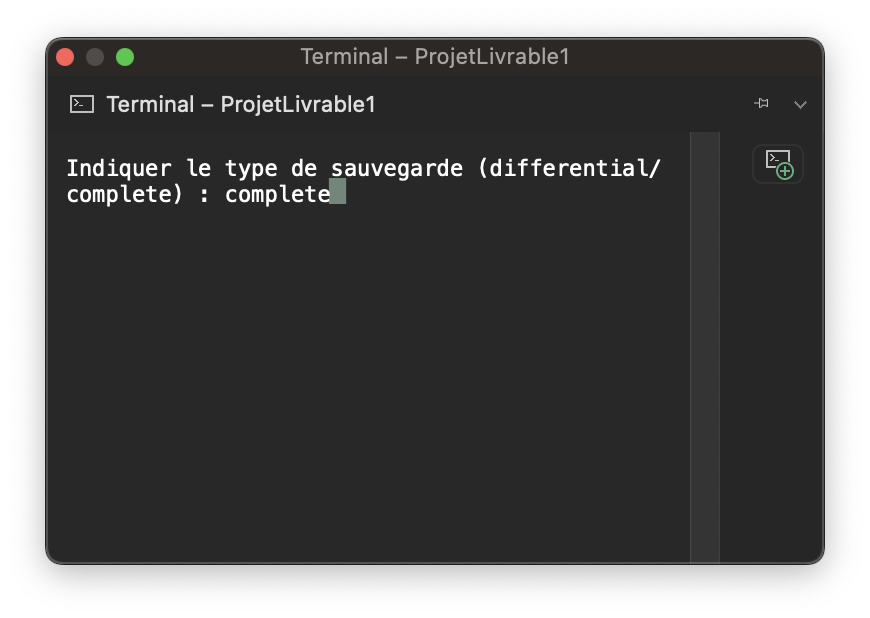 Terminal – ProjetLivrable1
Terminal – ProjetLivrable1
Indiquer le type de sauvegarde (differential/
complete) : complete